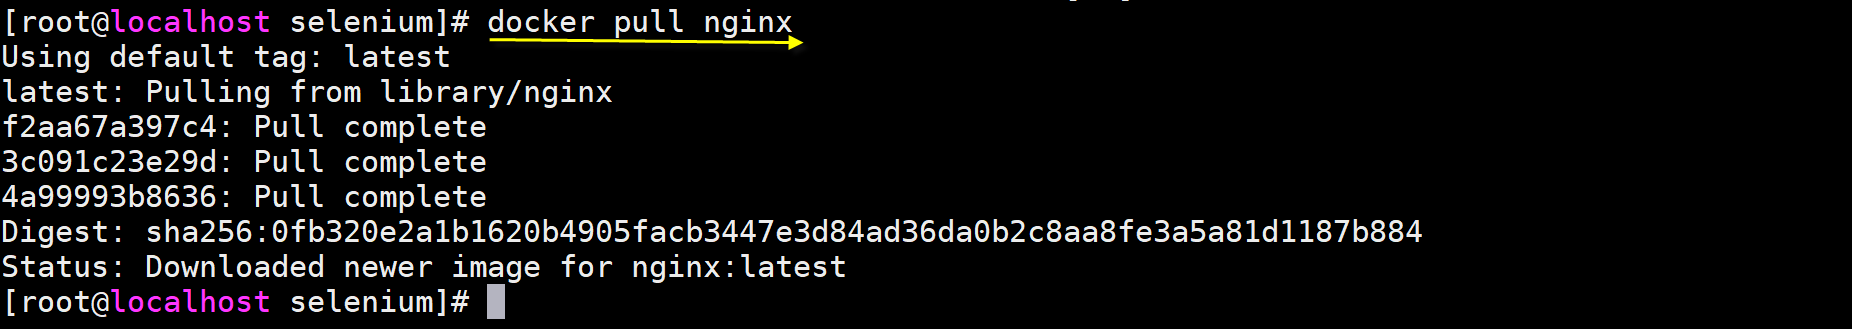 [root@localhost selenium]# docker pull nginx
Using default tag: latest
latest: Pulling from library/nginx
f2aa67a397c4: Pull complete
3c091c23e29d: Pull complete
4a99993b8636: Pull complete
Digest: sha256:0fb320e2a1b1620b4905facb3447e3d84ad36da0b2c8aa8fe3a5a81d1187b884
Status: Downloaded newer image for nginx:latest
[root@localhost selenium]#